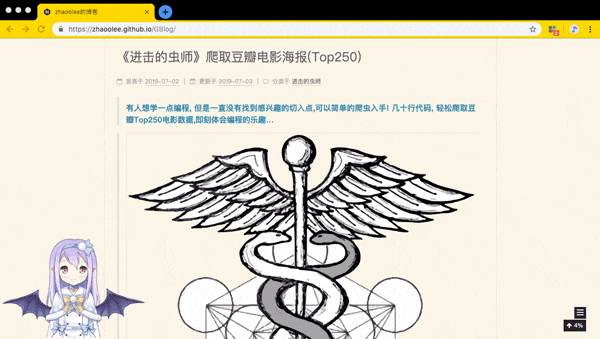 zhaoolee的博客
https://zhaoolee.github.io/GBlog/
《进击的虫师》爬取豆瓣电影海报(Top250)
发表于 2019-07-02 | 更新于 2019-07-03 | 分类于 进击的虫师
有人想学一点编程, 但是一直没有找到感兴趣的切入点,可以简单的爬虫入手! 几十行代码, 轻松爬取豆
瓣Top250电影数据,即刻体会编程的乐趣...
4%